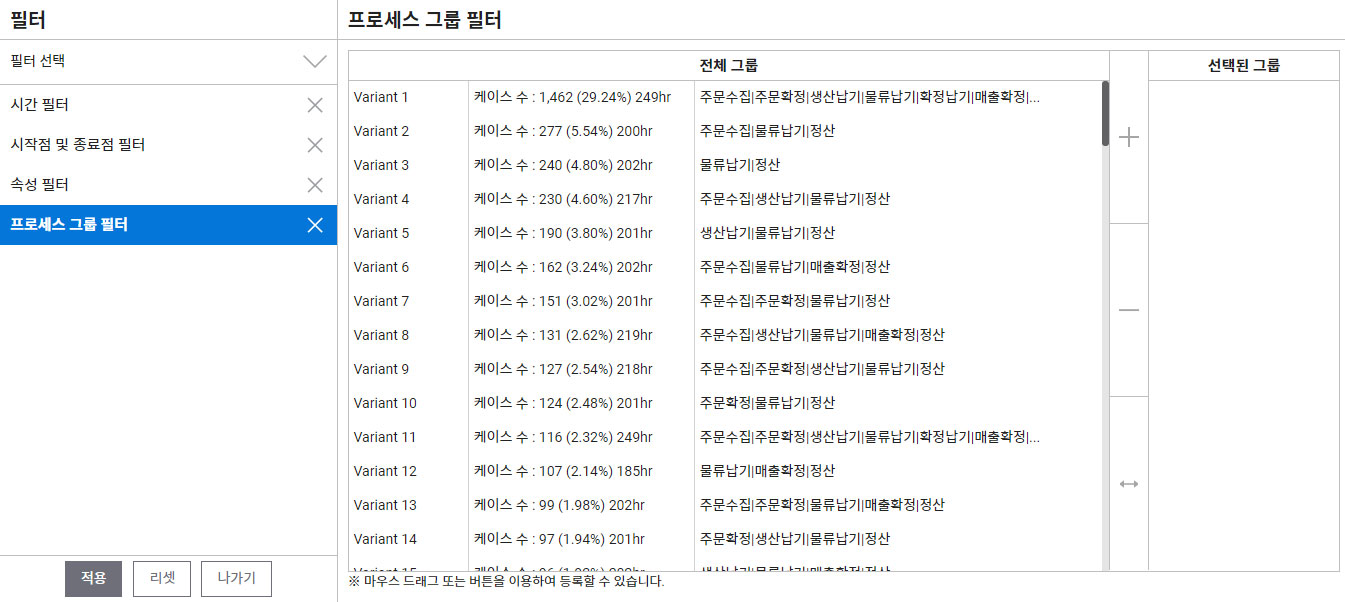 필터
필터 선택
시간 필터
시작점 및 종료점 필터
속성 필터
프로세스 그룹 필터
적용 리셋 나가기
프로세스 그룹 필터
전체 그룹 선택된 그룹
Variant 1 케이스 수 : 1,462 (29.24%) 249hr 주문수집|주문확정|생산납기|물류납기|확정납기|매출확정|...
Variant 2 케이스 수 : 277 (5.54%) 200hr 주문수집|물류납기|정산
Variant 3 케이스 수 : 240 (4.80%) 202hr 물류납기|정산
Variant 4 케이스 수 : 230 (4.60%) 217hr 주문수집|생산납기|물류납기|정산
Variant 5 케이스 수 : 190 (3.80%) 201hr 생산납기|물류납기|정산
Variant 6 케이스 수 : 162 (3.24%) 202hr 주문수집|물류납기|매출확정|정산
Variant 7 케이스 수 : 151 (3.02%) 201hr 주문수집|주문확정|물류납기|정산
Variant 8 케이스 수 : 131 (2.62%) 219hr 주문수집|생산납기|물류납기|매출확정|정산
Variant 9 케이스 수 : 127 (2.54%) 218hr 주문수집|주문확정|생산납기|물류납기|정산
Variant 10 케이스 수 : 124 (2.48%) 201hr 주문확정|물류납기|정산
Variant 11 케이스 수 : 116 (2.32%) 249hr 주문수집|주문확정|생산납기|물류납기|확정납기|매출확정|...
Variant 12 케이스 수 : 107 (2.14%) 185hr 물류납기|매출확정|정산
Variant 13 케이스 수 : 99 (1.98%) 202hr 주문수집|주문확정|물류납기|매출확정|정산
Variant 14 케이스 수 : 97 (1.94%) 201hr 주문확정|생산납기|물류납기|정산
※ 마우스 드래그 또는 버튼을 이용하여 등록할 수 있습니다.